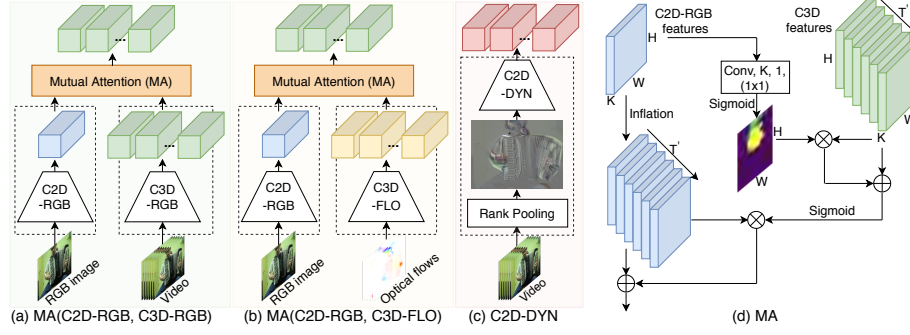 Mutual Attention (MA)
C2D
-RGB
C3D
-RGB
RGB image
Video
(a) MA(C2D-RGB, C3D-RGB)
Mutual Attention (MA)
C2D
-RGB
C3D
-FLO
RGB image
Optical flows
(b) MA(C2D-RGB, C3D-FLO)
C2D
-DYN
Rank Pooling
Video
(c) C2D-DYN
C2D-RGB
features
H
W
K
Conv, K, 1,
(1x1)
Sigmoid
H
W
Inflation
T'
C3D
features
T'
H
W
K
Sigmoid
(d) MA